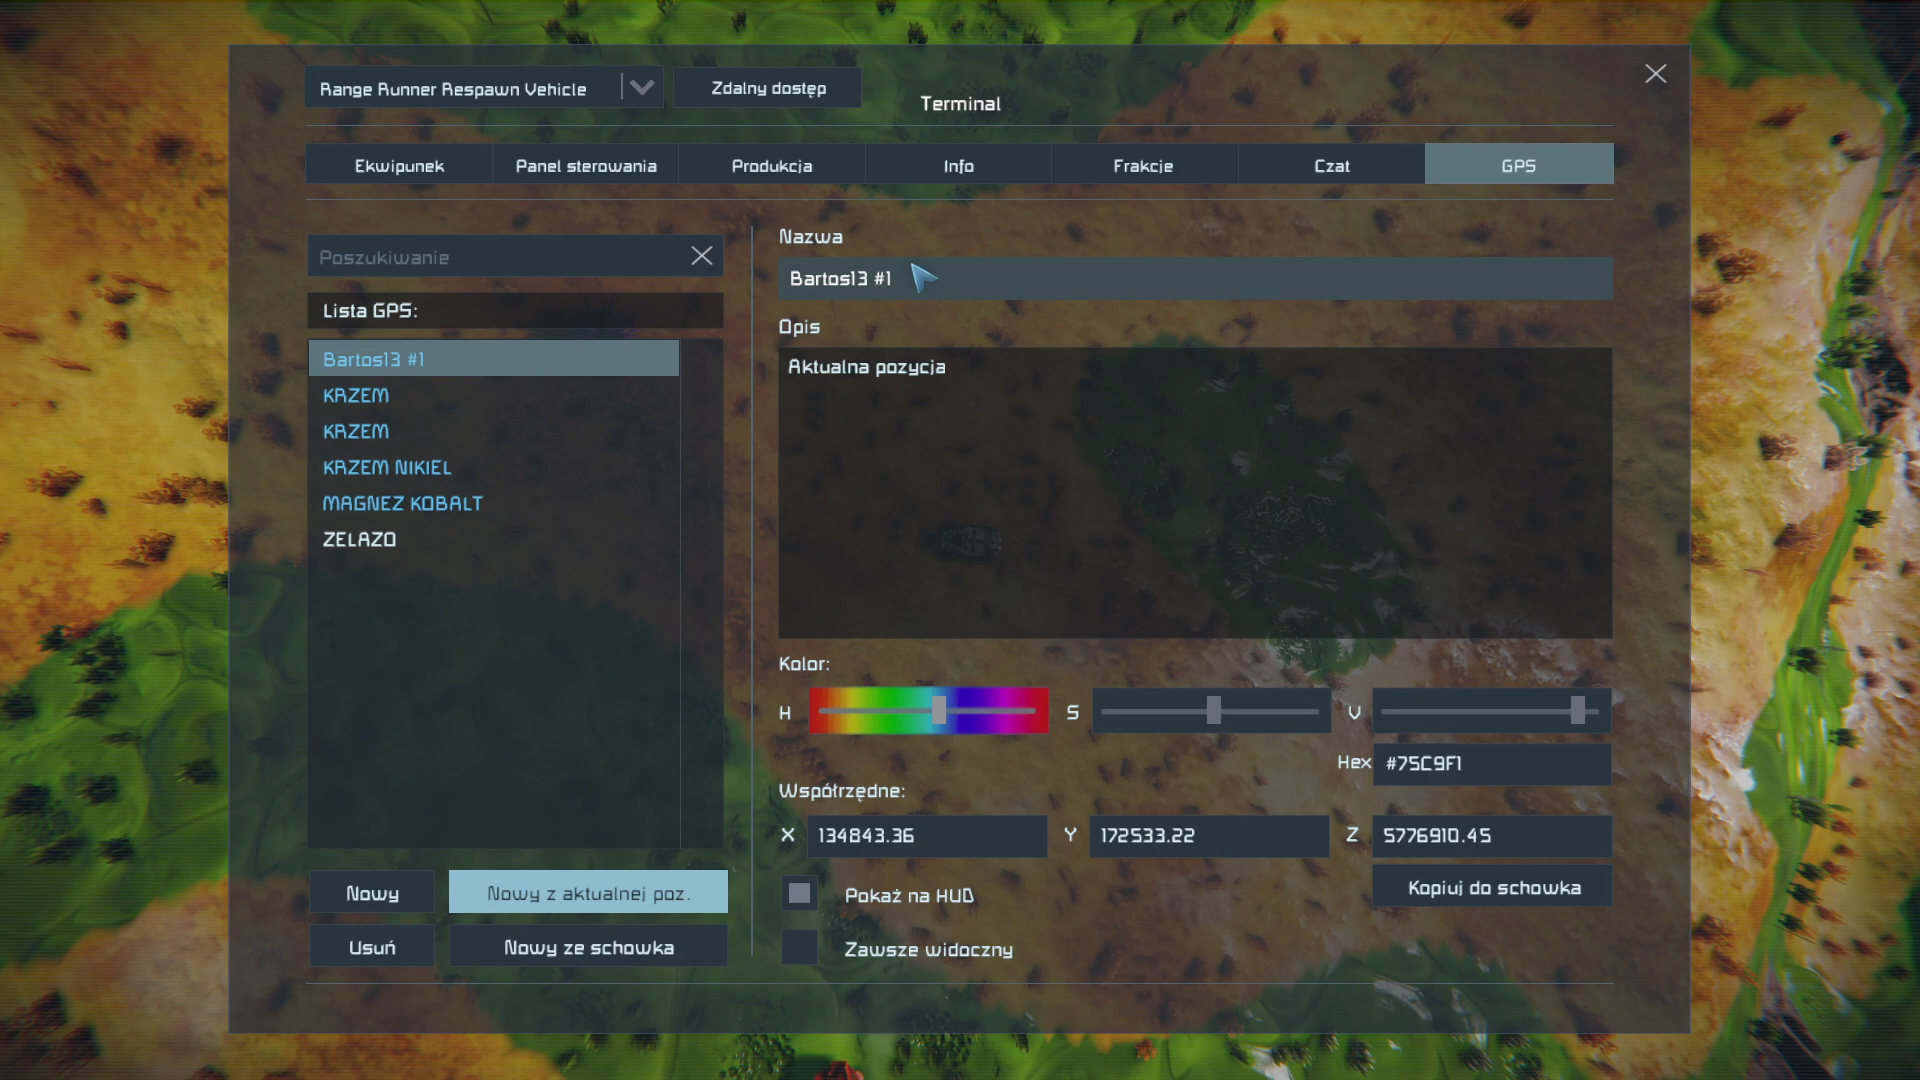 Range Runner Respawn Vehicle
Zdalny dostęp
Terminal
Ekwipunek
Panel sterowania
Produkcja
Info
Frakcje
Czat
GPS
Poszukiwanie
Lista GPS:
Bartos13 #1
KRZEM
KRZEM
KRZEM NIKIEL
MAGNEZ KOBALT
ZELAZO
Nowy
Nowy z aktualnej poz.
Usuń
Nowy ze schowka
Nazwa
Bartos13 #1
Opis
Aktualna pozycja
Kolor:
H
S
V
Hex #75C9F1
Współrzędne:
X 134843.36
Y 172533.22
Z 5776910.45
Pokaż na HUD
Kopiuj do schowka
Zawsze widoczny